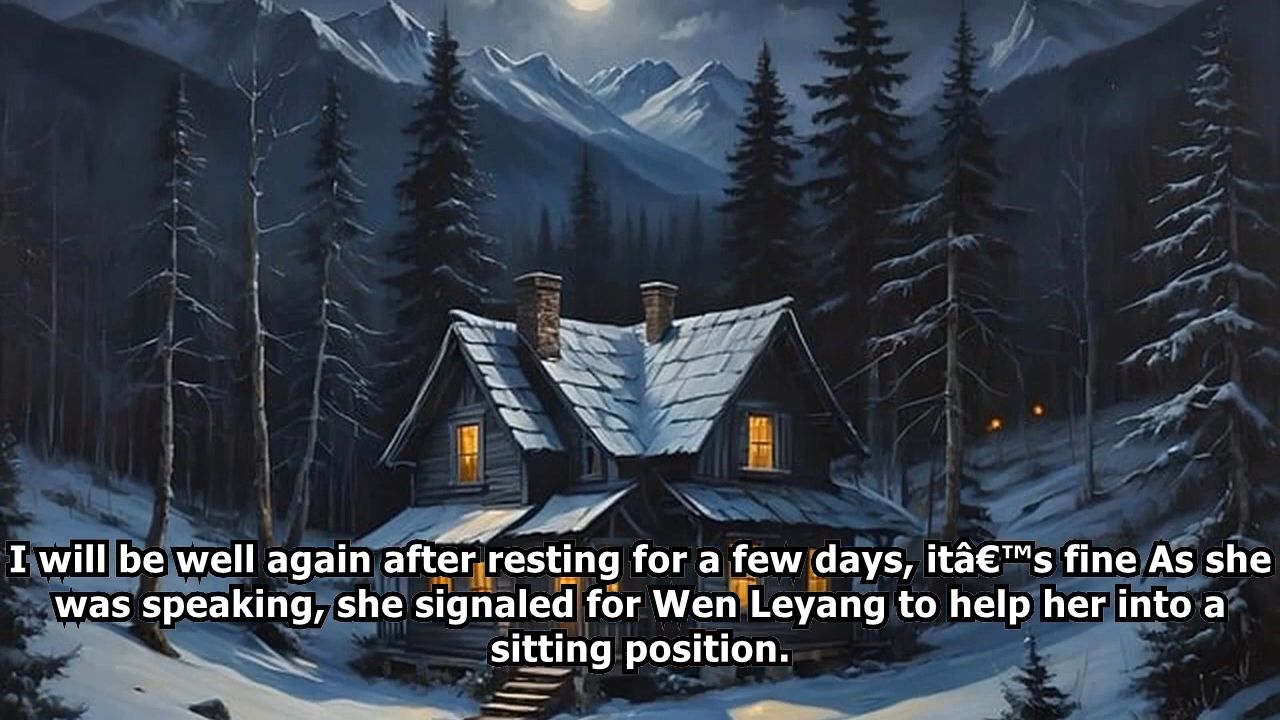 I will be well again after resting for a few days, itâ€™s fine As she
was speaking, she signaled for Wen Leyang to help her into a
sitting position.